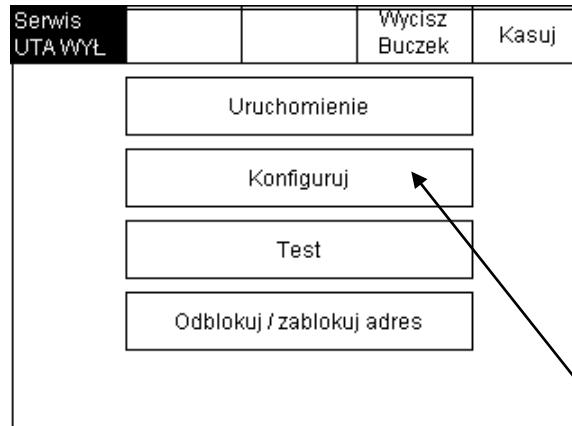 Serwis
UTA WYŁ
Wycisz
Buczek
Kasuj
Uruchomienie
Konfiguruj
Test
Odblokuj / zablokuj adres